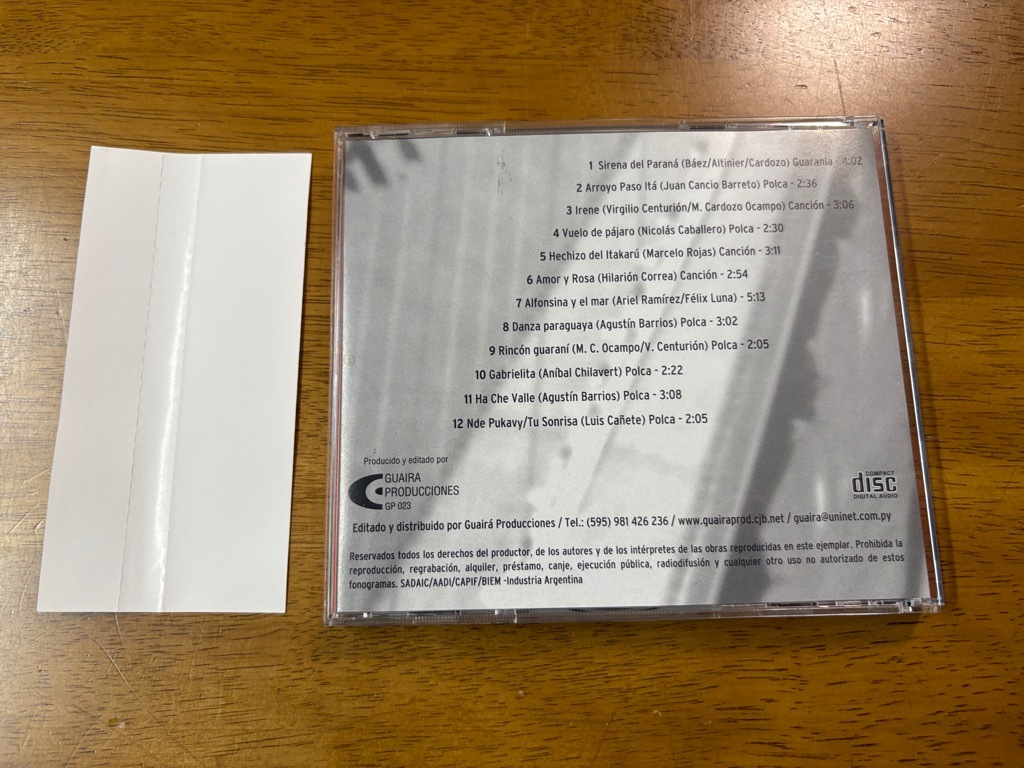 1 Sirena del Paraná (Báez/Altinier/Cardozo) Guarania - 4:02
2 Arroyo Paso Itá (Juan Cancio Barreto) Polca - 2:36
3 Irene (Virgilio Centurión/M. Cardozo Ocampo) Canción - 3:06
4 Vuelo de pájaro (Nicolás Caballero) Polca - 2:30
5 Hechizo del Itakarú (Marcelo Rojas) Canción - 3:11
6 Amor y Rosa (Hilarión Correa) Canción - 2:54
7 Alfonsina y el mar (Ariel Ramírez/Félix Luna) - 5:13
8 Danza paraguaya (Agustín Barrios) Polca - 3:02
9 Rincón guaraní (M. C. Ocampo/V. Centurión) Polca - 2:05
10 Gabrielita (Aníbal Chilavert) Polca - 2:22
11 Ha Che Valle (Agustín Barrios) Polca - 3:08
12 Nde Pukavy/Tu Sonrisa (Luis Cañete) Polca - 2:05
Producido y editado por
GUAIRA
PRODUCCIONES
GP 023
COMPACT
disc
DIGITAL AUDIO
Editado y distribuido por Guairá Producciones / Tel.: (595) 981 426 236 / www.guairaprod.cjb.net / guaira@uninet.com.py
Reservados todos los derechos del productor, de los autores y de los intérpretes de las obras reproducidas en este ejemplar. Prohibida la
reproducción, regrabación, alquiler, préstamo, canje, ejecución pública, radiodifusión y cualquier otro uso no autorizado de estos
fonogramas. SADAIC/AADI/CAPIF/BIEM -Industria Argentina